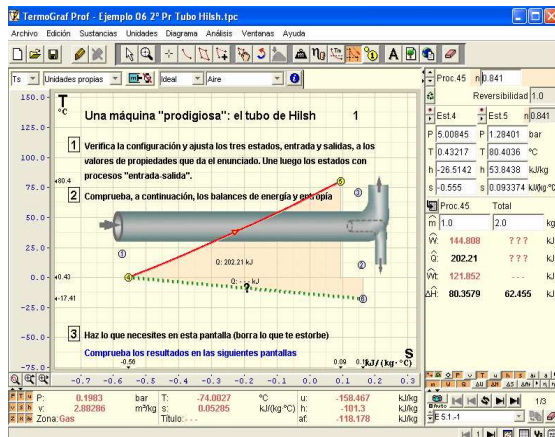 TermoGraf Prof - Ejemplo 06 2º Pr Tubo Hilsh.tpc
Archivo Edición Sustancias Unidades Diagrama Análisis Ventanas Ayuda
Ts Unidades propias Ideal Aire
Proc.45 n 0.841
Reversibilidad 1.0
Est.4 Est.5 n 0.841
P 5.00845 P 1.28401 bar
T 0.43217 T 80.4036 ºC
h -26.5142 h 53.8438 kJ/kg
s -0.555 s 0.093374 kJ/kg·ºC
Proc.45 Total
m 1.0 2.0 kg
W: 144.808 ??? kJ
Q: 202.21 ??? kJ
Wt: 121.852 --- kJ
ΔH: 80.3579 62.455 kJ
150.0
T
ºC
Una máquina "prodigiosa": el tubo de Hilsh 1
125.0
1 Verifica la configuración y ajusta los tres estados, entrada y salidas, a los
valores de propiedades que da el enunciado. Une luego los estados con
procesos "entrada-salida".
100.0
80.4
75.0
2 Comprueba, a continuación, los balances de energía y entropía
5
3
50.0
25.0
1
Q: 202.21 kJ
2
0.0
0.43
4
Q: - - kJ
?
-17.41
6
-25.0
-50.0
3 Haz lo que necesites en esta pantalla (borra lo que te estorbe)
Comprueba los resultados en las siguientes pantallas
S
-75.0
-0.56 0.09 kJ/(kg·ºC)
-0.7 -0.6 -0.5 -0.4 -0.3 -0.2 -0.1 0.0 0.1 0.2 0.3
P: 0.1983 bar T: -74.0027 ºC u: -158.467 kJ/kg
v: 2.88286 m³/kg s: 0.05285 kJ/(kg·ºC) h: -101.3 kJ/kg
Zona: Gas Título: --- af: -118.178 kJ/kg
1/3
E 5.1.-1